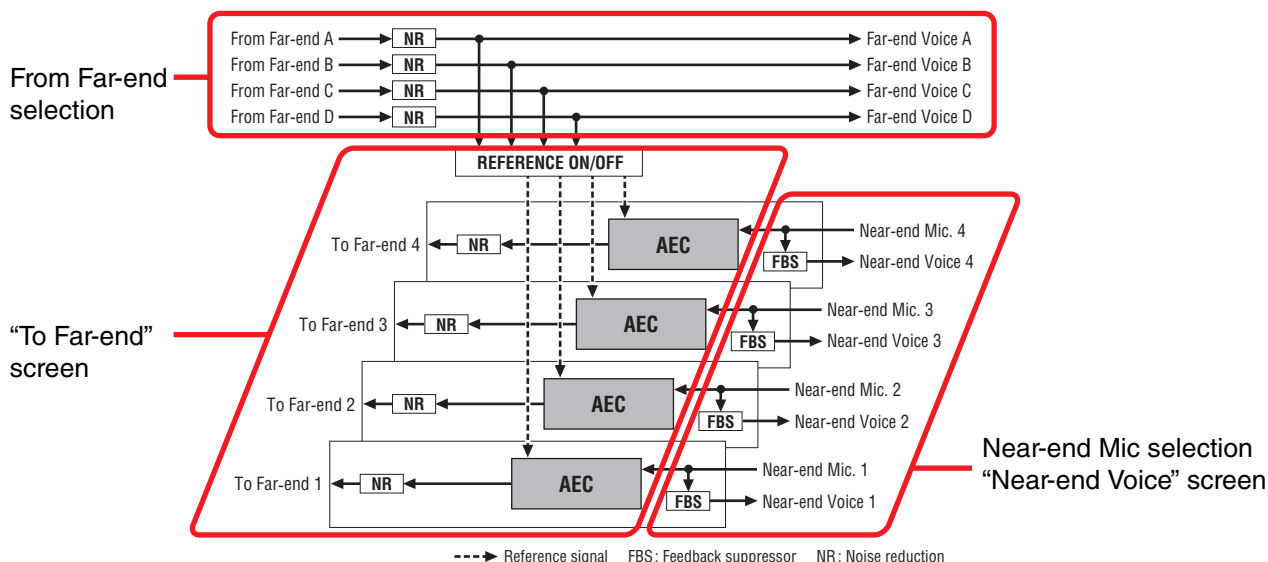 From Far-end selection
From Far-end A NR Far-end Voice A
From Far-end B NR Far-end Voice B
From Far-end C NR Far-end Voice C
From Far-end D NR Far-end Voice D
REFERENCE ON/OFF
“To Far-end” screen
To Far-end 4 NR AEC Near-end Mic. 4
FBS Near-end Voice 4
To Far-end 3 NR AEC Near-end Mic. 3
FBS Near-end Voice 3
To Far-end 2 NR AEC Near-end Mic. 2
FBS Near-end Voice 2
To Far-end 1 NR AEC Near-end Mic. 1
FBS Near-end Voice 1
Near-end Mic selection
“Near-end Voice” screen
Reference signal FBS: Feedback suppressor NR: Noise reduction